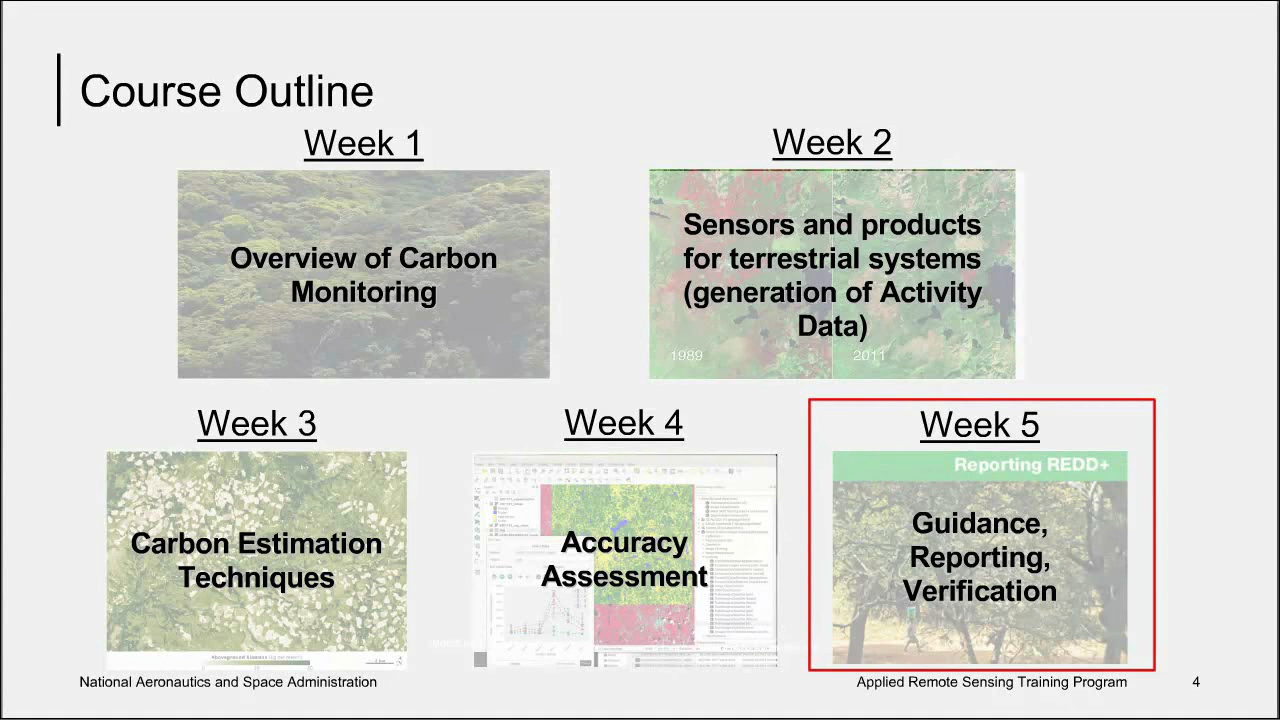 Course Outline
Week 1
Overview of Carbon
Monitoring
Week 2
Sensors and products
for terrestrial systems
(generation of Activity
Data)
1989
2011
Week 3
Carbon Estimation
Techniques
Week 4
Accuracy
Assessment
Week 5
Reporting REDD+
Guidance,
Reporting,
Verification
National Aeronautics and Space Administration
Applied Remote Sensing Training Program
4